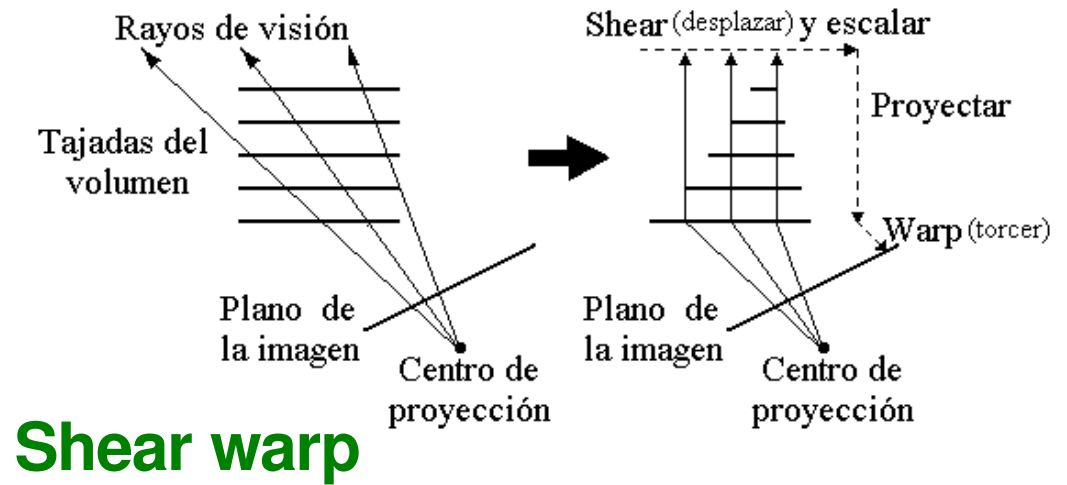 Rayos de visión
Tajadas del
volumen
Plano de
la imagen
Centro de
proyección
Shear (desplazar) y escalar
Proyectar
Warp (torcer)
Plano de
la imagen
Centro de
proyección
Shear warp